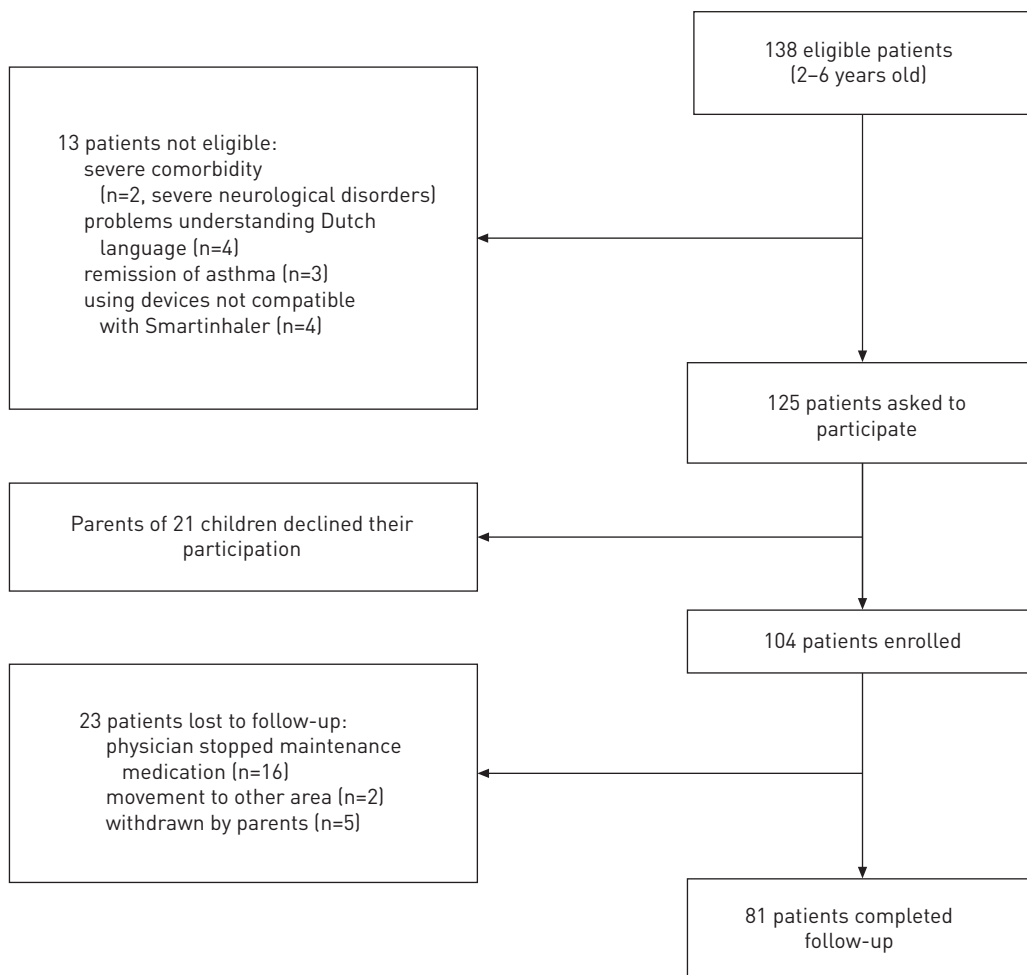 138 eligible patients
(2–6 years old)
13 patients not eligible:
severe comorbidity
(n=2, severe neurological disorders)
problems understanding Dutch
language (n=4)
remission of asthma (n=3)
using devices not compatible
with Smartinhaler (n=4)
125 patients asked to
participate
Parents of 21 children declined their
participation
104 patients enrolled
23 patients lost to follow-up:
physician stopped maintenance
medication (n=16)
movement to other area (n=2)
withdrawn by parents (n=5)
81 patients completed
follow-up